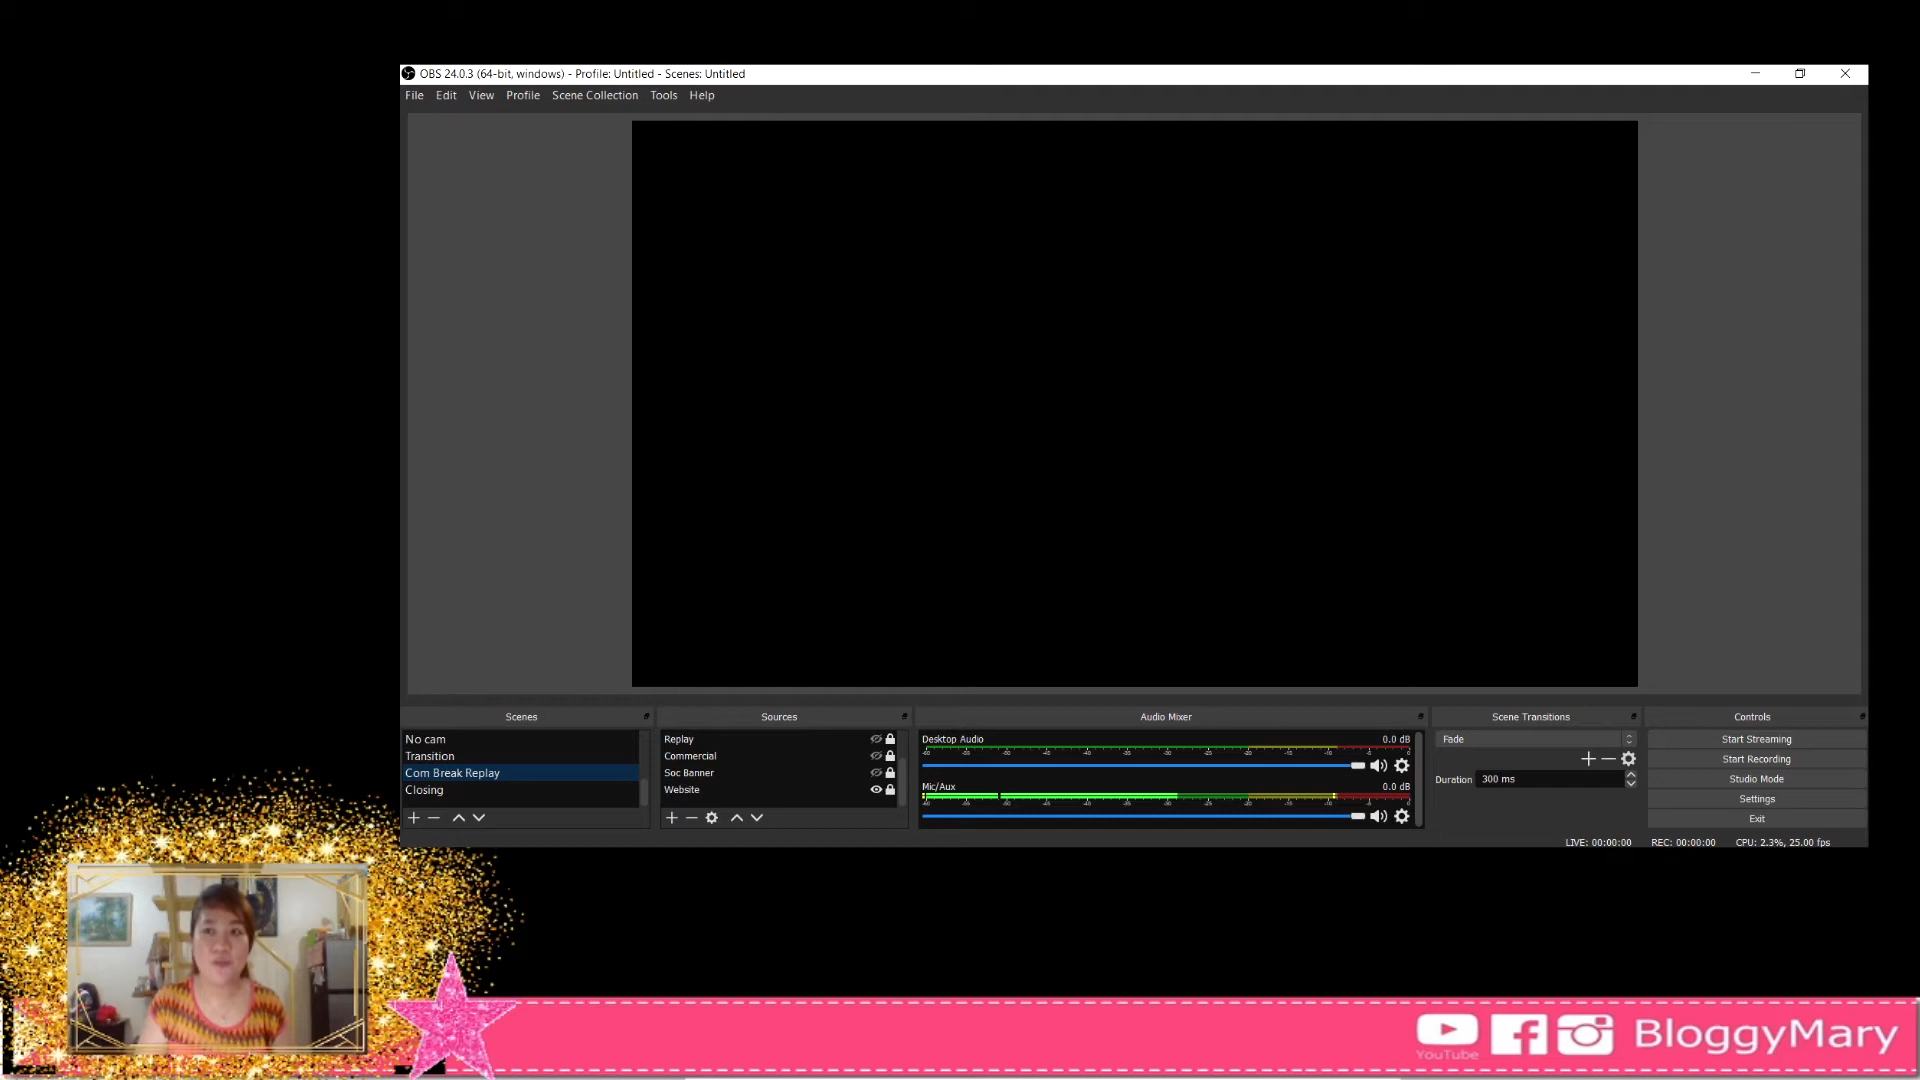 OBS 24.0.3 (64-bit, windows) - Profile: Untitled - Scenes: Untitled
File Edit View Profile Scene Collection Tools Help
Scenes
Sources
Audio Mixer
Scene Transitions
Controls
No cam
Transition
Com Break Replay
Closing
Replay
Commercial
Soc Banner
Website
Desktop Audio 0.0 dB
Mic/Aux 0.0 dB
Fade
Duration 300 ms
Start Streaming
Start Recording
Studio Mode
Settings
Exit
LIVE: 00:00:00 REC: 00:00:00 CPU: 2.3%, 25.00 fps
YouTube
BloggyMary